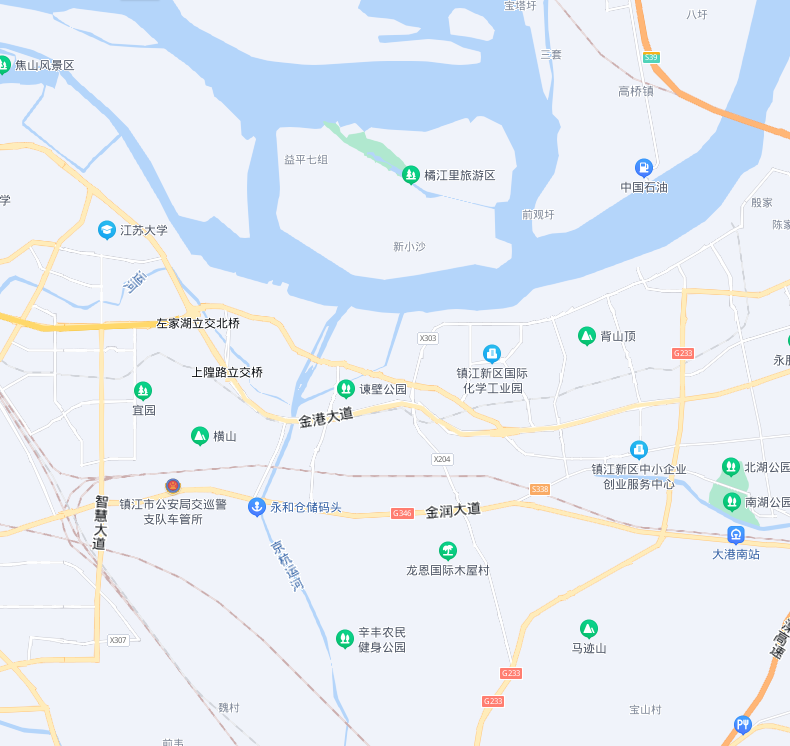 宝塔圩
八圩
三套
S39
焦山风景区
高桥镇
益平七组
橘江里旅游区
中国石油
学
殷家
前观圩
陈家
江苏大学
新小沙
运河
左家湖立交北桥
X303
背山顶
G233
永胜
上隍路立交桥
镇江新区国际
化学工业园
谏壁公园
宜园
金港大道
横山
X204
镇江新区中小企业
创业服务中心
北湖公园
S338
智慧大道
镇江市公安局交巡警
支队车管所
永和仓储码头
G346
金润大道
南湖公园
大港南站
京杭运河
龙恩国际木屋村
辛丰农民
健身公园
X307
马迹山
高速
G233
G233
魏村
宝山村
前韦